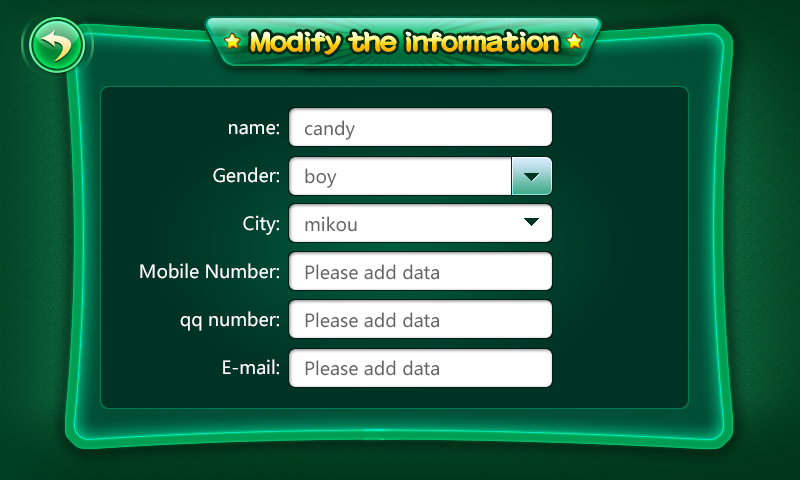 Modify the information
name: candy
Gender: boy
City: mikou
Mobile Number: Please add data
qq number: Please add data
E-mail: Please add data